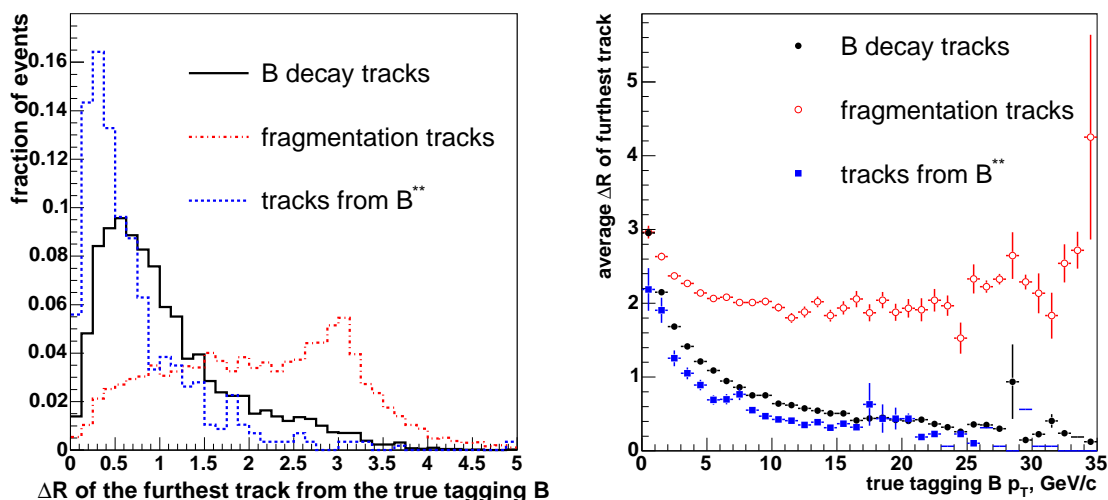 fraction of events
0.16
0.14
0.12
0.1
0.08
0.06
0.04
0.02
0
B decay tracks
fragmentation tracks
tracks from B**
0 0.5 1 1.5 2 2.5 3 3.5 4 4.5 5
ΔR of the furthest track from the true tagging B
average ΔR of furthest track
5
4
3
2
1
0
B decay tracks
fragmentation tracks
tracks from B**
0 5 10 15 20 25 30 35
true tagging B pT, GeV/c